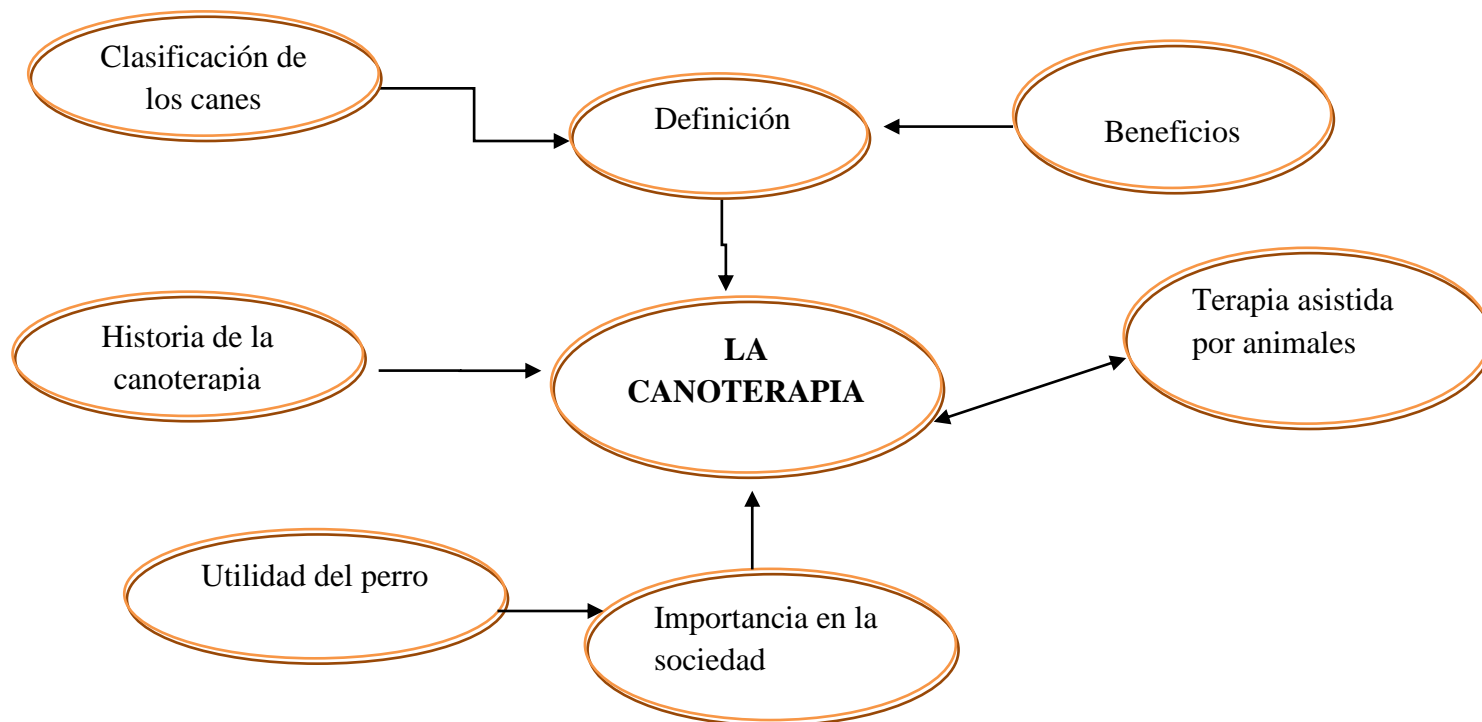 Clasificación de
los canes
Definición
Beneficios
Historia de la
canoterapia
LA
CANOTERAPIA
Terapia asistida
por animales
Utilidad del perro
Importancia en la
sociedad